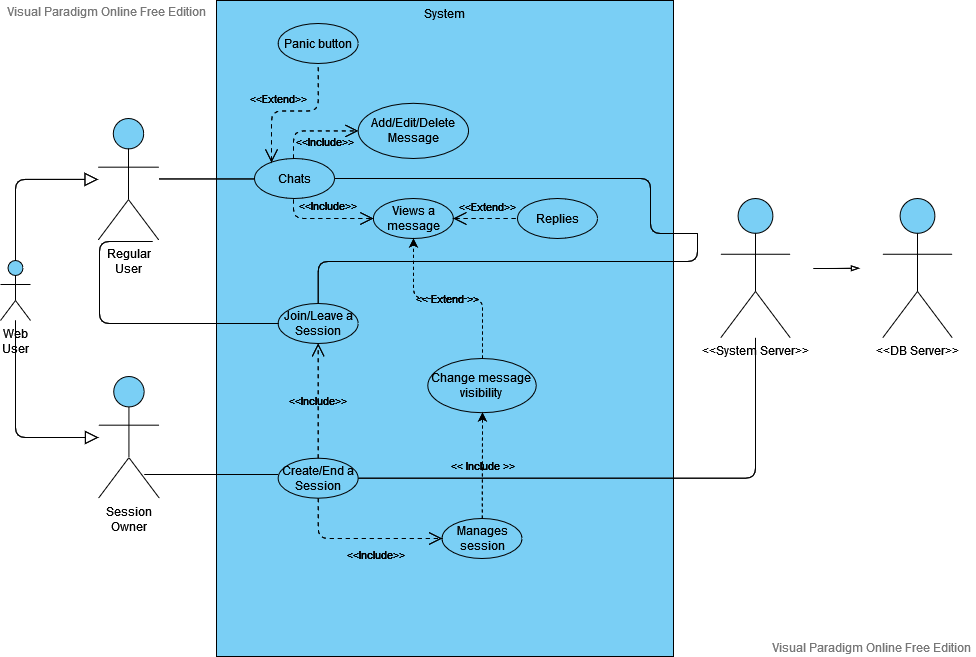 Visual Paradigm Online Free Edition
System
Panic button
<<Extend>>
Add/Edit/Delete
Message
<<Include>>
Chats
<<Include>>
Views a
message
<<Extend>>
Replies
Regular
User
<< Extend >>
Web
User
Join/Leave a
Session
<<System Server>>
<<DB Server>>
Change message
visibility
<<Include>>
<< Include >>
Create/End a
Session
Session
Owner
Manages
session
<<Include>>
Visual Paradigm Online Free Edition